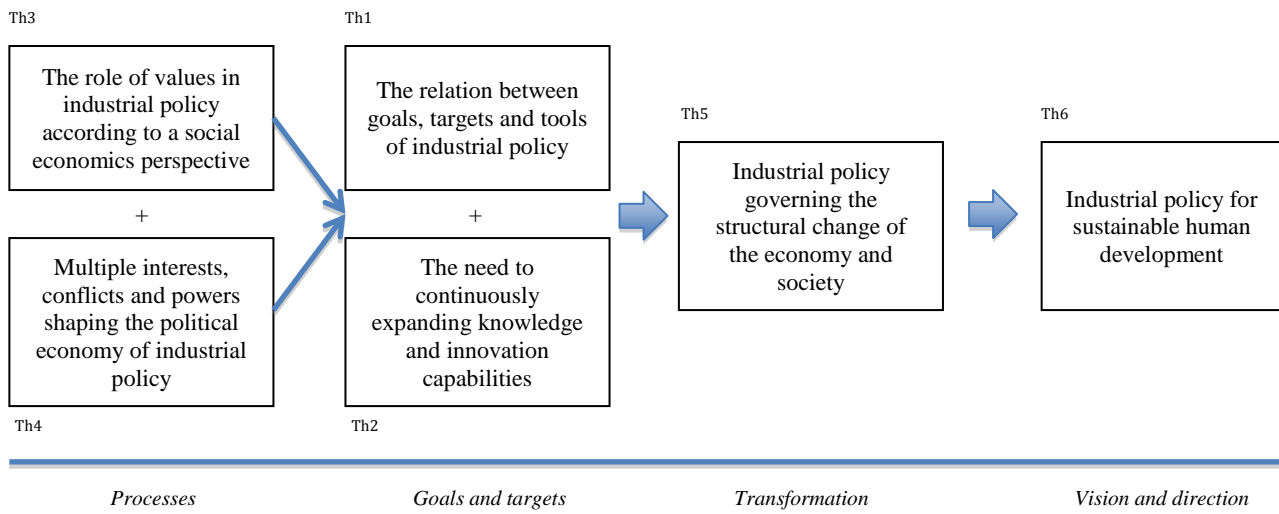 Th3
The role of values in
industrial policy
according to a social
economics perspective
+
Multiple interests,
conflicts and powers
shaping the political
economy of industrial
policy
Th4
Th1
The relation between
goals, targets and tools
of industrial policy
+
The need to
continuously
expanding knowledge
and innovation
capabilities
Th2
Th5
Industrial policy
governing the
structural change of
the economy and
society
Th6
Industrial policy for
sustainable human
development
Processes
Goals and targets
Transformation
Vision and direction